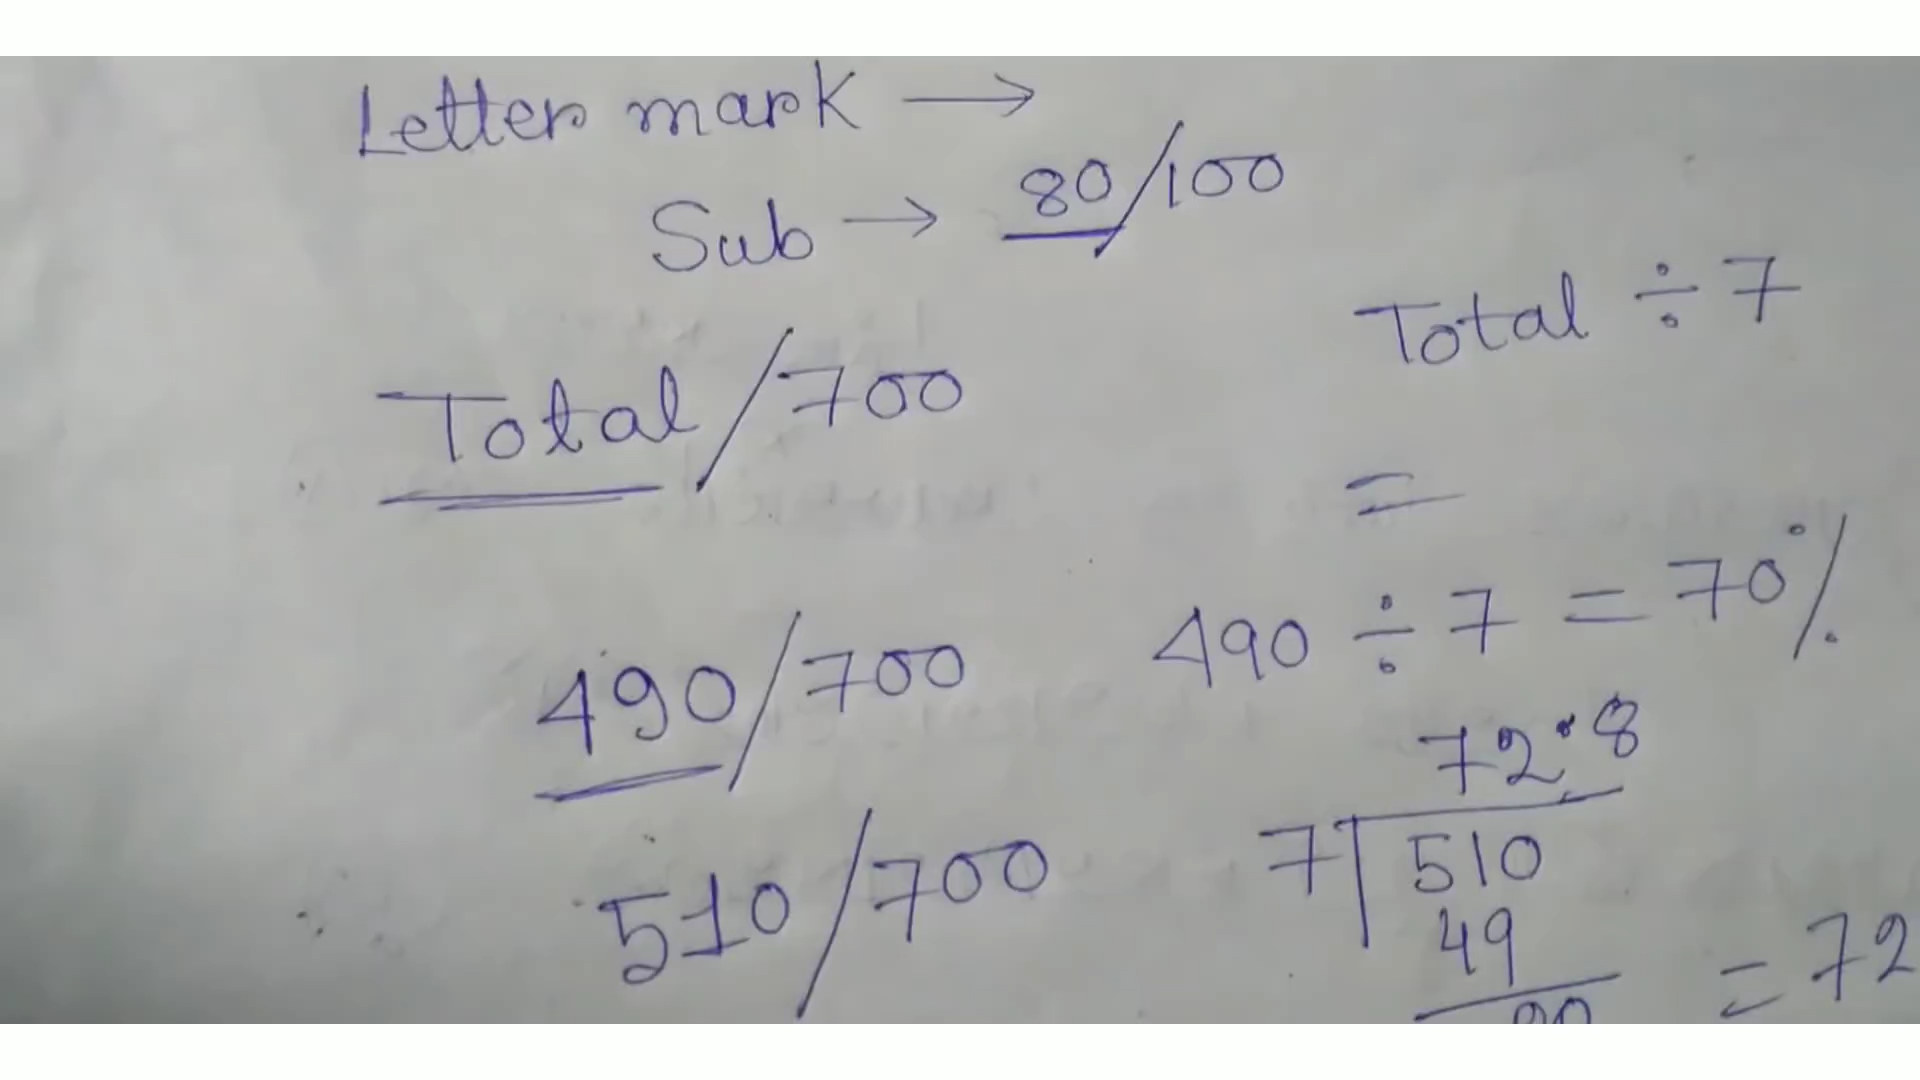 Letter mark →
Sub → 80/100
Total/700
Total ÷ 7
=
490/700
490 ÷ 7 = 70%
510/700
72.8
7 510
49
20
= 72